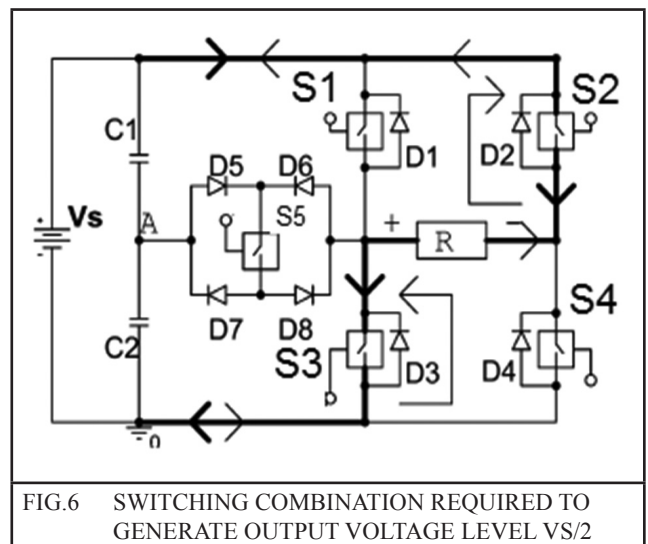 S1
S2
C1
D1
D2
D5 D6
Vs
A
S5
+
R
D7 D8
C2
S3
D3
S4
D4
0
FIG.6 SWITCHING COMBINATION REQUIRED TO
GENERATE OUTPUT VOLTAGE LEVEL VS/2